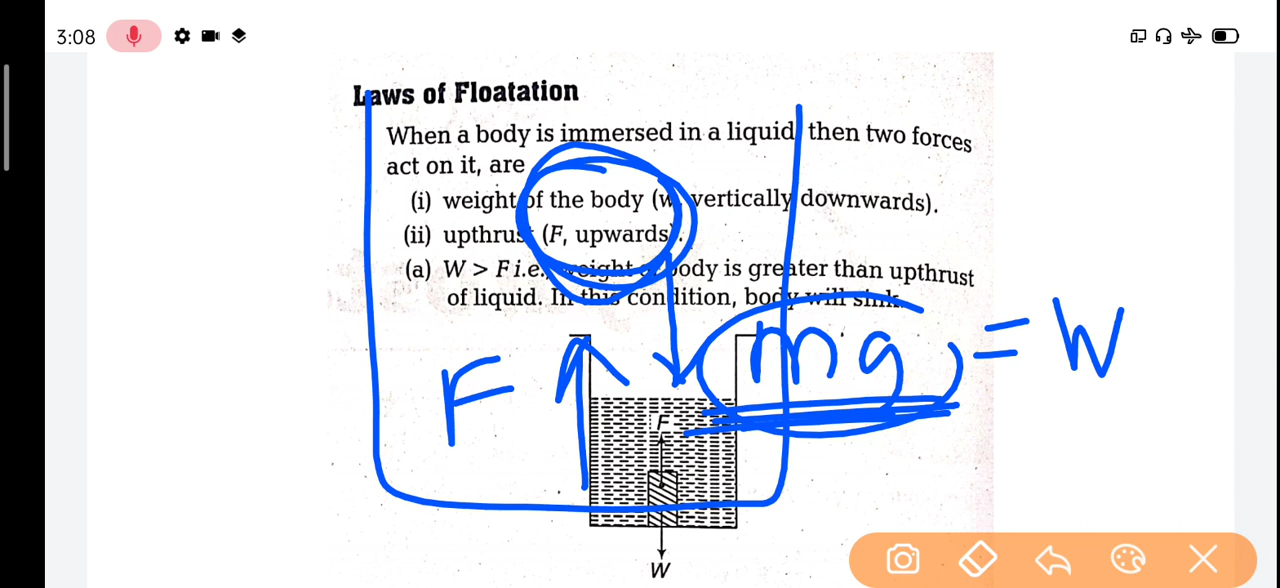 3:08
Laws of Floatation
When a body is immersed in a liquid, then two forces
act on it, are
(i) weight of the body (w, vertically downwards).
(ii) upthrust (F, upwards).
(a) W > F i.e., weight of body is greater than upthrust
of liquid. In this condition, body will sink.
F mg = W
F
W